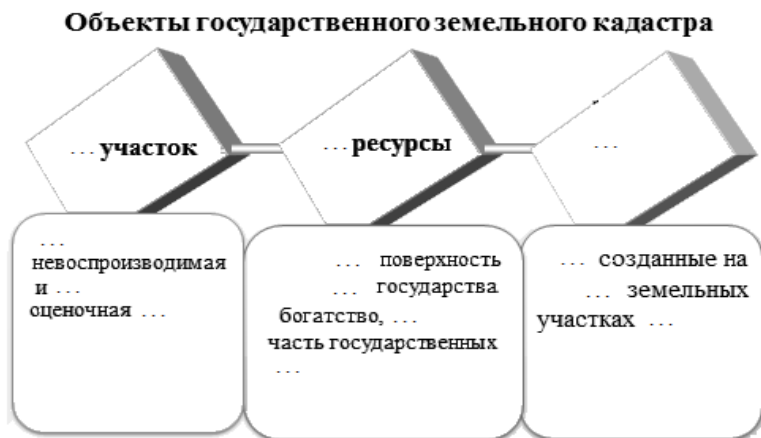 Объекты государственного земельного кадастра
… участок
… ресурсы
…
…
невоспроизводимая
и …
оценочная …
… поверхность
… государства
богатство, …
часть государственных
…
… созданные на
… земельных
участках …